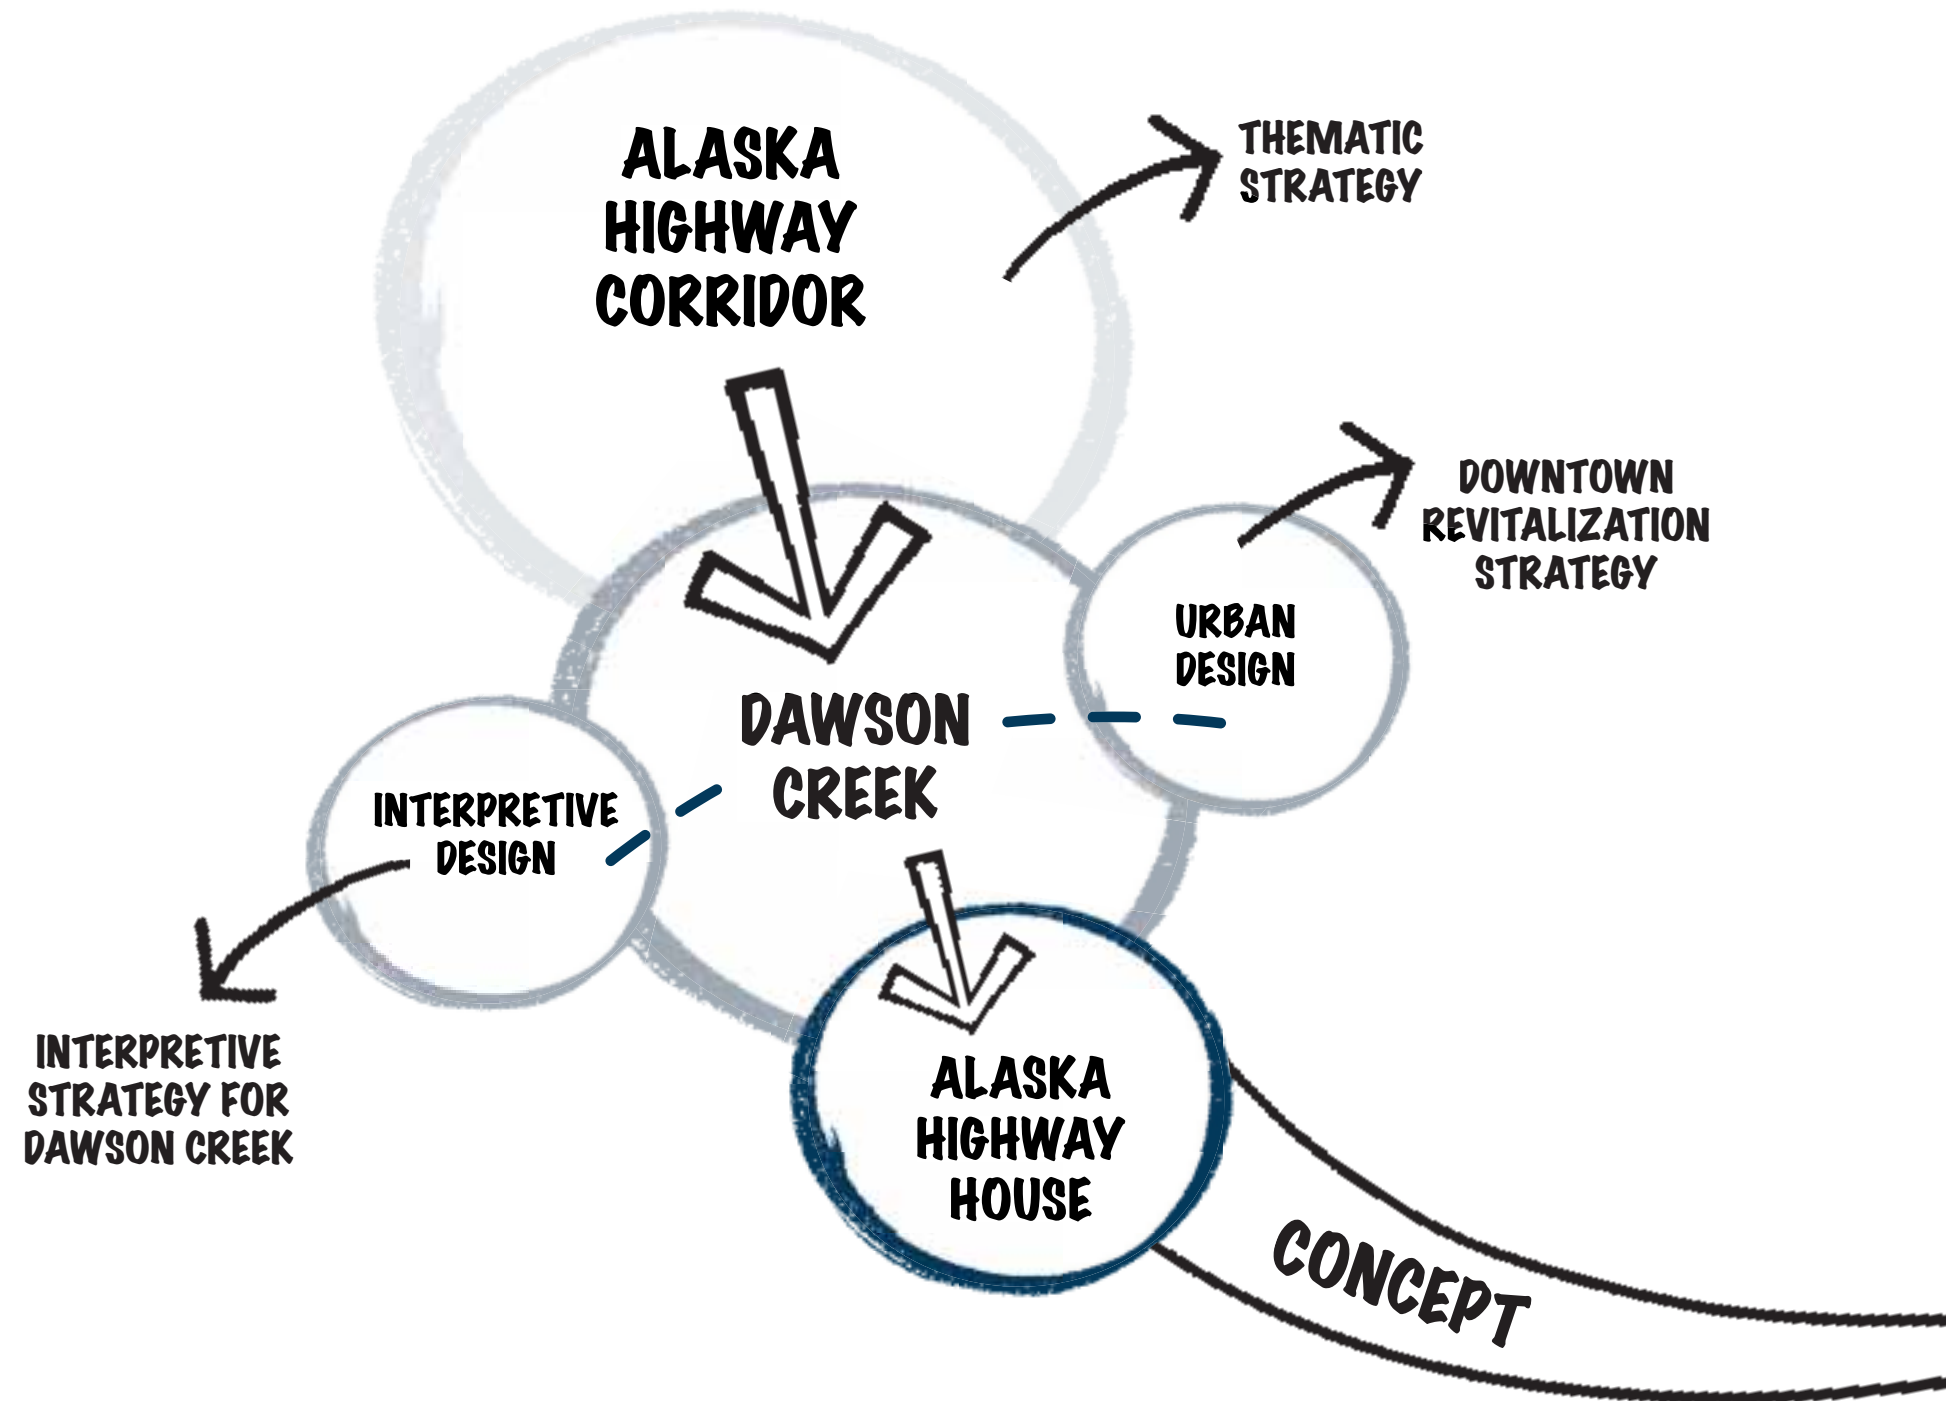 ALASKA
HIGHWAY
CORRIDOR
THEMATIC
STRATEGY
DOWNTOWN
REVITALIZATION
STRATEGY
URBAN
DESIGN
DAWSON
CREEK
INTERPRETIVE
DESIGN
INTERPRETIVE
STRATEGY FOR
DAWSON CREEK
ALASKA
HIGHWAY
HOUSE
CONCEPT